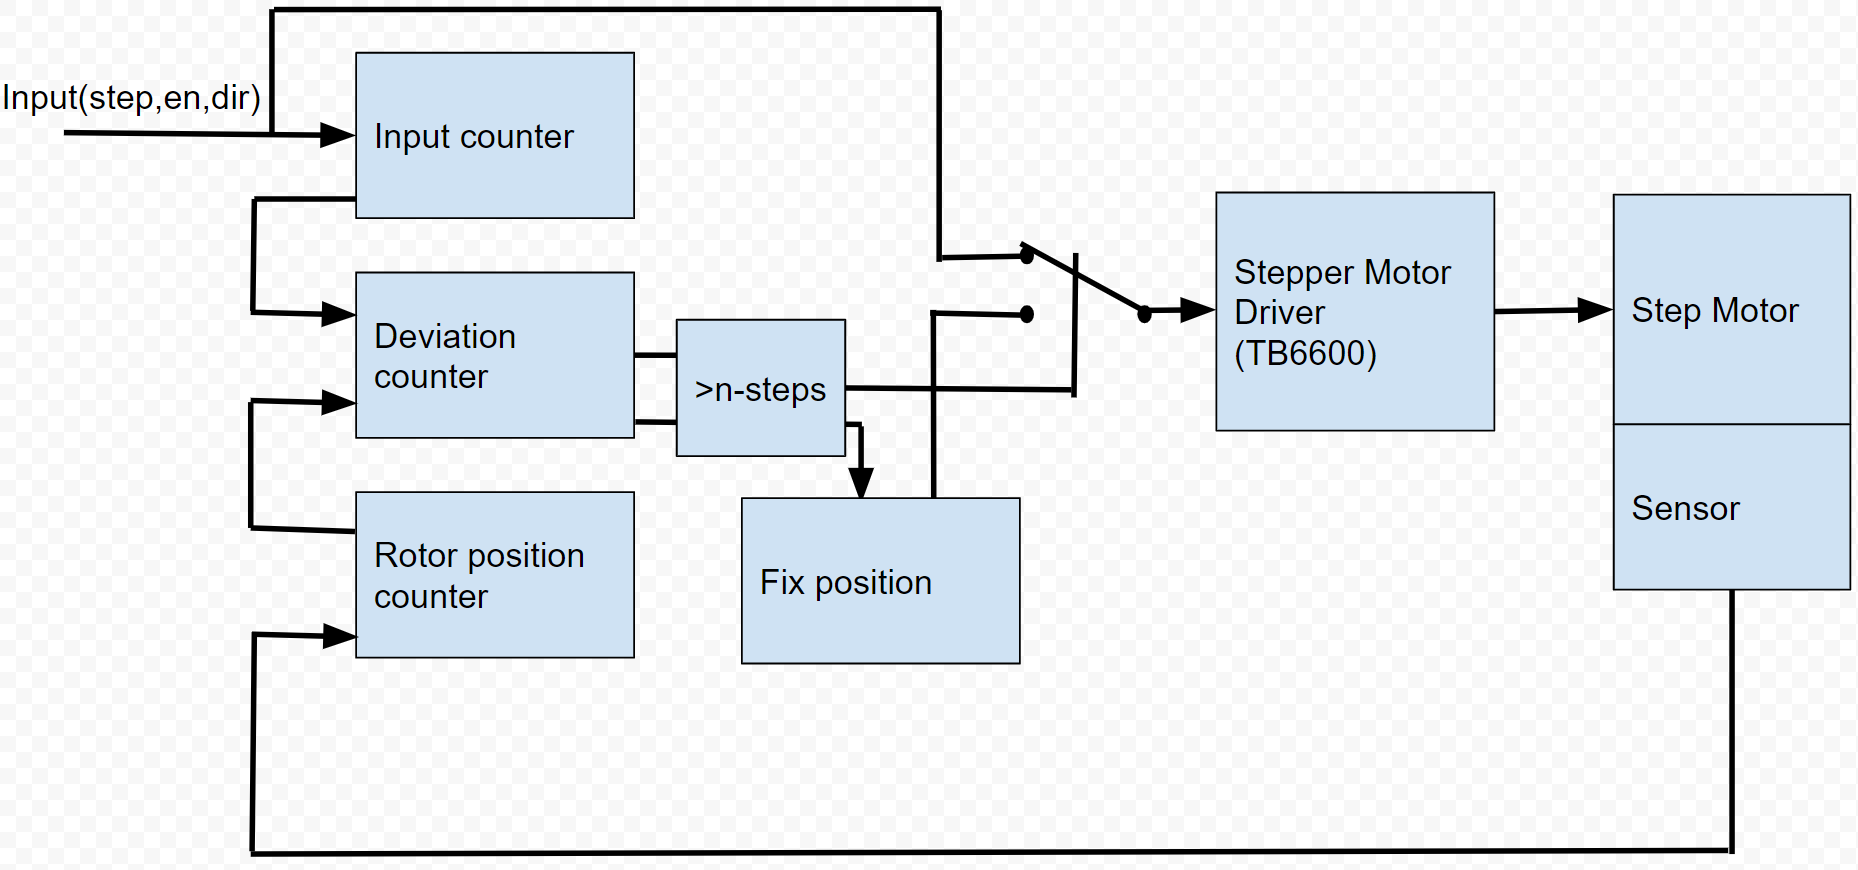 Input(step,en,dir)
Input counter
Deviation
counter
>n-steps
Rotor position
counter
Fix position
Stepper Motor
Driver
(TB6600)
Step Motor
Sensor